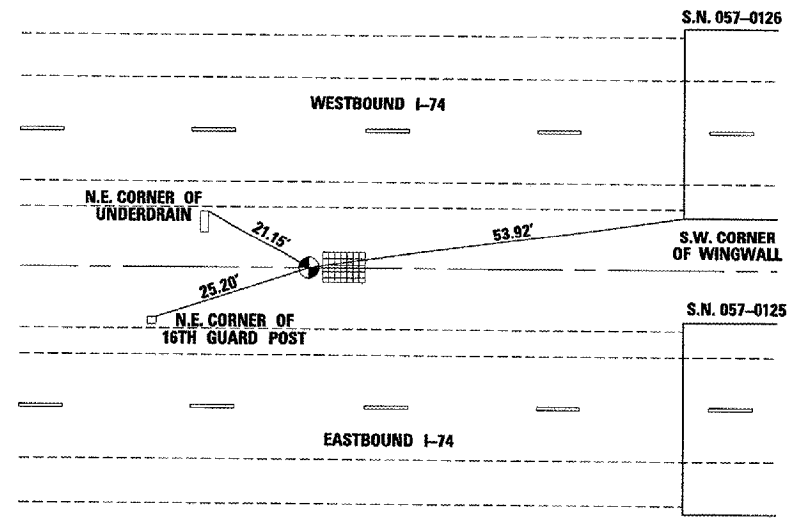 S.N. 057-0126
WESTBOUND I-74
N.E. CORNER OF
UNDERDRAIN
21.15'
53.92'
S.W. CORNER
OF WINGWALL
25.20'
N.E. CORNER OF
16TH GUARD POST
S.N. 057-0125
EASTBOUND I-74